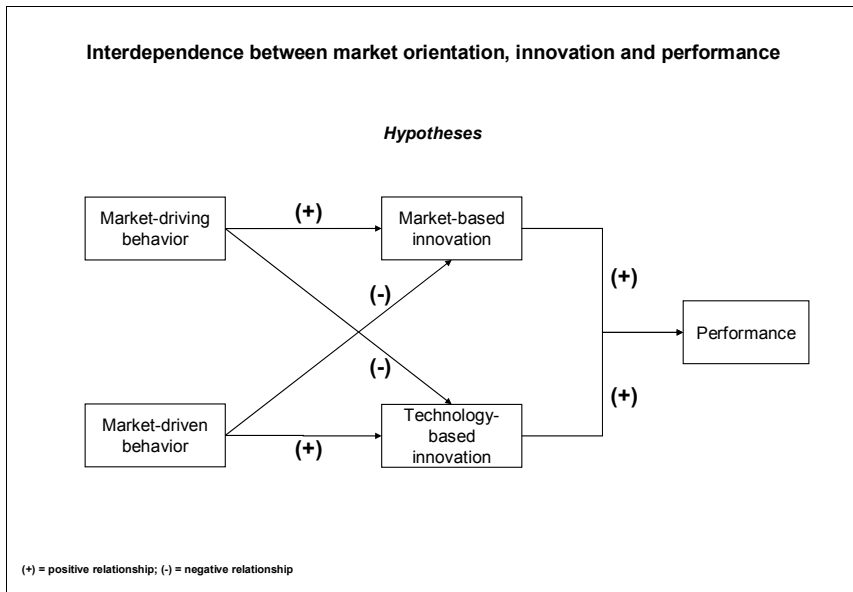 Interdependence between market orientation, innovation and performance
Hypotheses
Market-driving
behavior
(+)
Market-based
innovation
(-)
(+)
Performance
(-)
(+)
Market-driven
behavior
(+)
Technology-
based
innovation
(+) = positive relationship; (-) = negative relationship